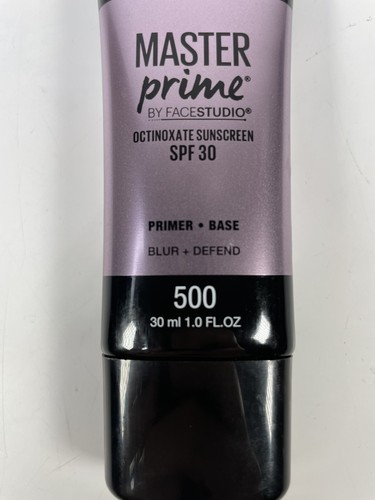 MASTER
prime®
BY FACESTUDIO®
OCTINOXATE SUNSCREEN
SPF 30
PRIMER • BASE
BLUR + DEFEND
500
30 ml 1.0 FL.OZ